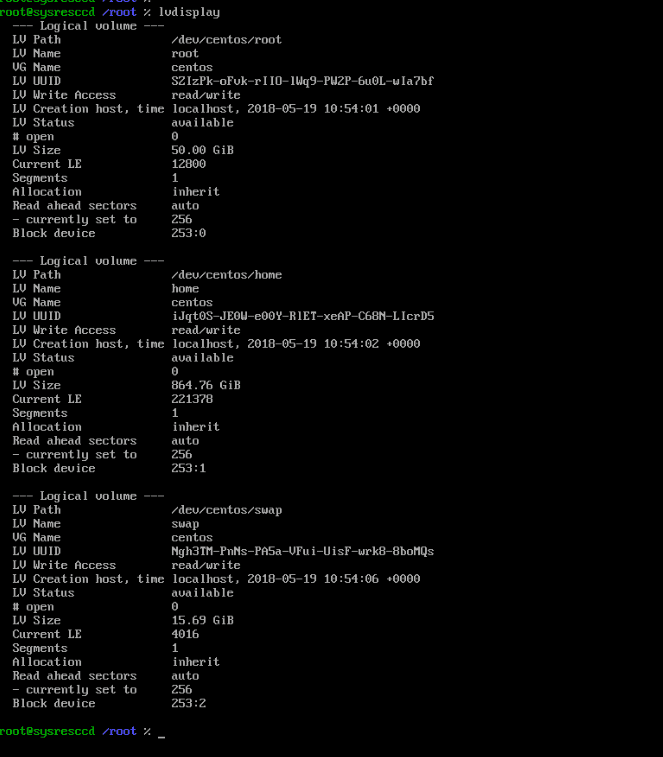 root@sysresccd /root % lvdisplay
--- Logical volume ---
LV Path /dev/centos/root
LV Name root
VG Name centos
LV UUID SZIzPk-oFvk-rIIO-lWq9-PWZP-6u0L-wIa7bf
LV Write Access read/write
LV Creation host, time localhost, 2018-05-19 10:54:01 +0000
LV Status available
# open 0
LV Size 50.00 GiB
Current LE 12800
Segments 1
Allocation inherit
Read ahead sectors auto
- currently set to 256
Block device 253:0
--- Logical volume ---
LV Path /dev/centos/home
LV Name home
VG Name centos
LV UUID iJqt0S-JE0W-e00Y-RlET-xeAP-C68N-LIcrD5
LV Write Access read/write
LV Creation host, time localhost, 2018-05-19 10:54:02 +0000
LV Status available
# open 0
LV Size 864.76 GiB
Current LE 221378
Segments 1
Allocation inherit
Read ahead sectors auto
- currently set to 256
Block device 253:1
--- Logical volume ---
LV Path /dev/centos/swap
LV Name swap
VG Name centos
LV UUID Ngh3TM-PnNs-PA5a-VFui-UisF-wrk8-8boMQs
LV Write Access read/write
LV Creation host, time localhost, 2018-05-19 10:54:06 +0000
LV Status available
# open 0
LV Size 15.69 GiB
Current LE 4016
Segments 1
Allocation inherit
Read ahead sectors auto
- currently set to 256
Block device 253:2
root@sysresccd /root % _